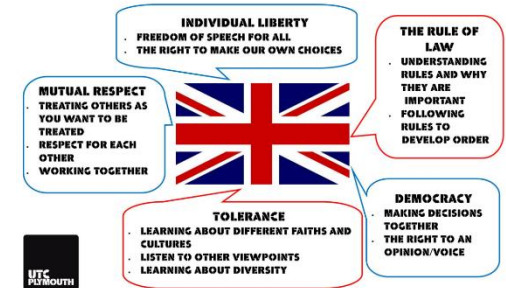 INDIVIDUAL LIBERTY
. FREEDOM OF SPEECH FOR ALL
. THE RIGHT TO MAKE OUR OWN CHOICES
THE RULE OF
LAW
. UNDERSTANDING
RULES AND WHY
THEY ARE
IMPORTANT
. FOLLOWING
RULES TO
DEVELOP ORDER
MUTUAL RESPECT
. TREATING OTHERS AS
YOU WANT TO BE
TREATED
. RESPECT FOR EACH
OTHER
. WORKING TOGETHER
DEMOCRACY
. MAKING DECISIONS
TOGETHER
. THE RIGHT TO AN
OPINION/VOICE
TOLERANCE
. LEARNING ABOUT DIFFERENT FAITHS AND
CULTURES
. LISTEN TO OTHER VIEWPOINTS
. LEARNING ABOUT DIVERSITY
UTC
PLYMOUTH